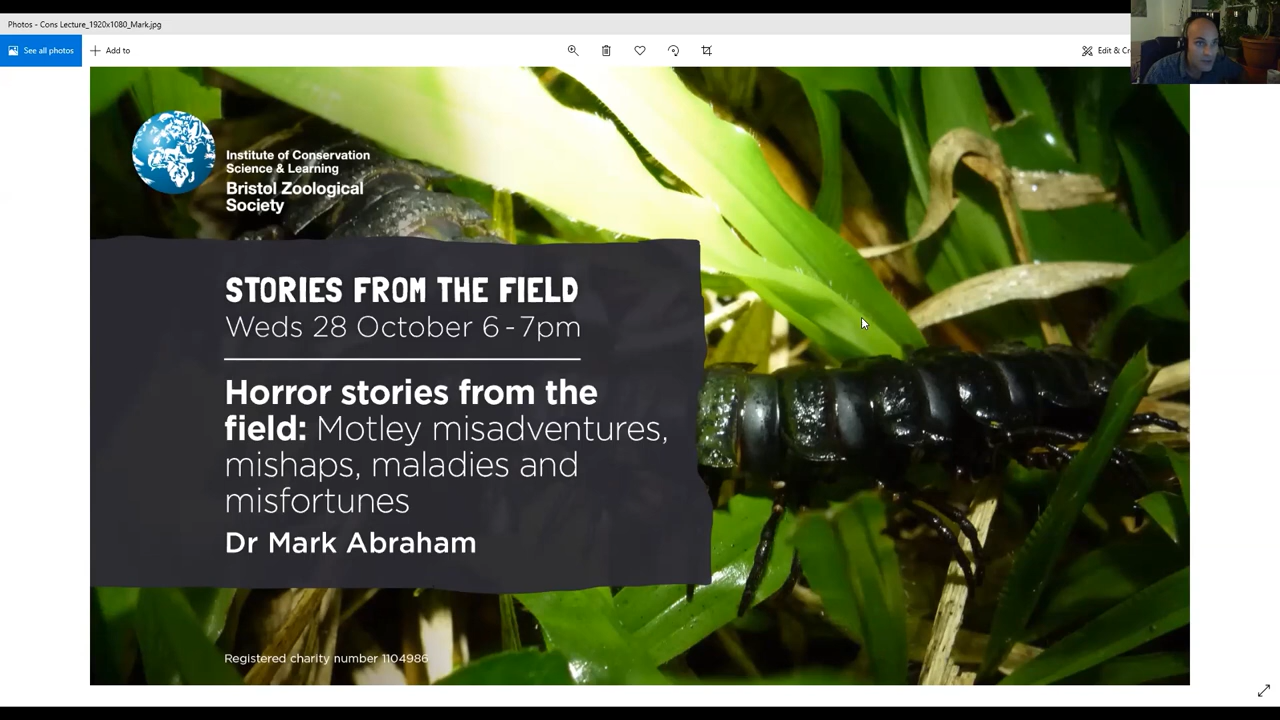 Photos - Cons Lecture_1920x1080_Mark.jpg
See all photos
Add to
Edit &
Institute of Conservation
Science & Learning
Bristol Zoological
Society
STORIES FROM THE FIELD
Weds 28 October 6 - 7pm
Horror stories from the
field: Motley misadventures,
mishaps, maladies and
misfortunes
Dr Mark Abraham
Registered charity number 1104986